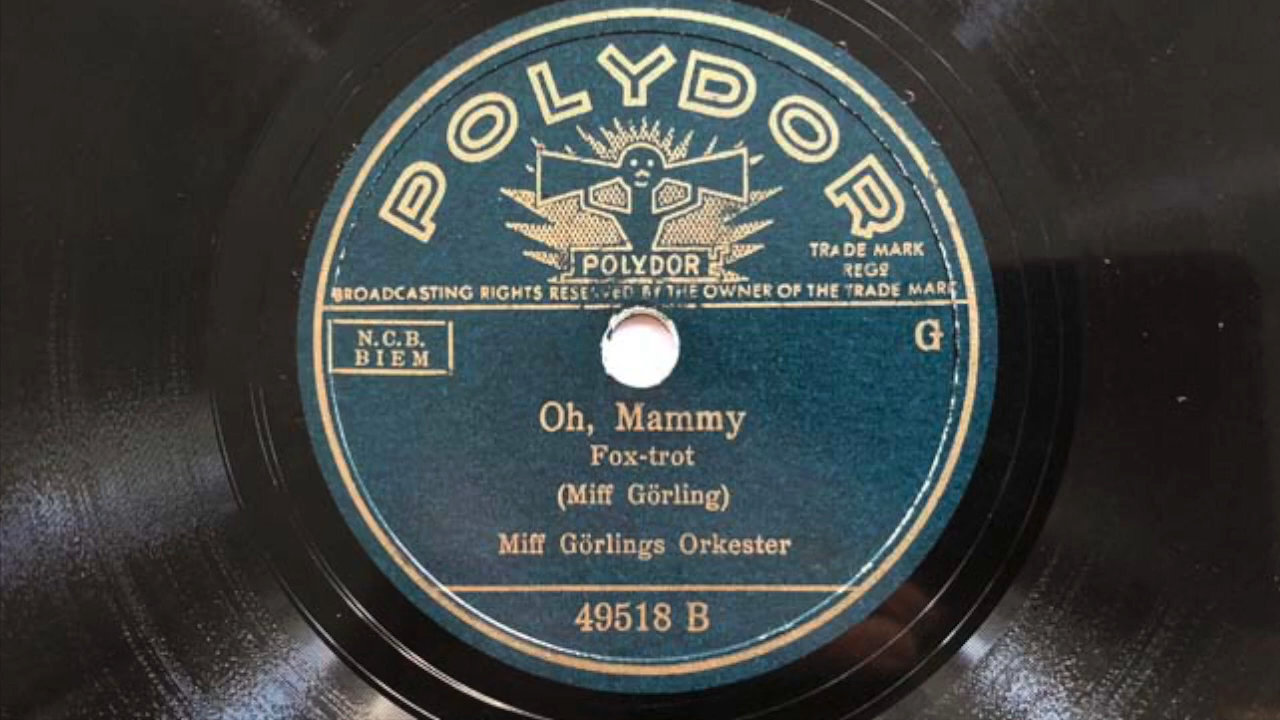 POLYDOR
POLYDOR
TRADE MARK
REGD
BROADCASTING RIGHTS RESERVED BY THE OWNER OF THE TRADE MARK
N.C.B.
BIEM
G
Oh, Mammy
Fox-trot
(Miff Görling)
Miff Görlings Orkester
49518 B